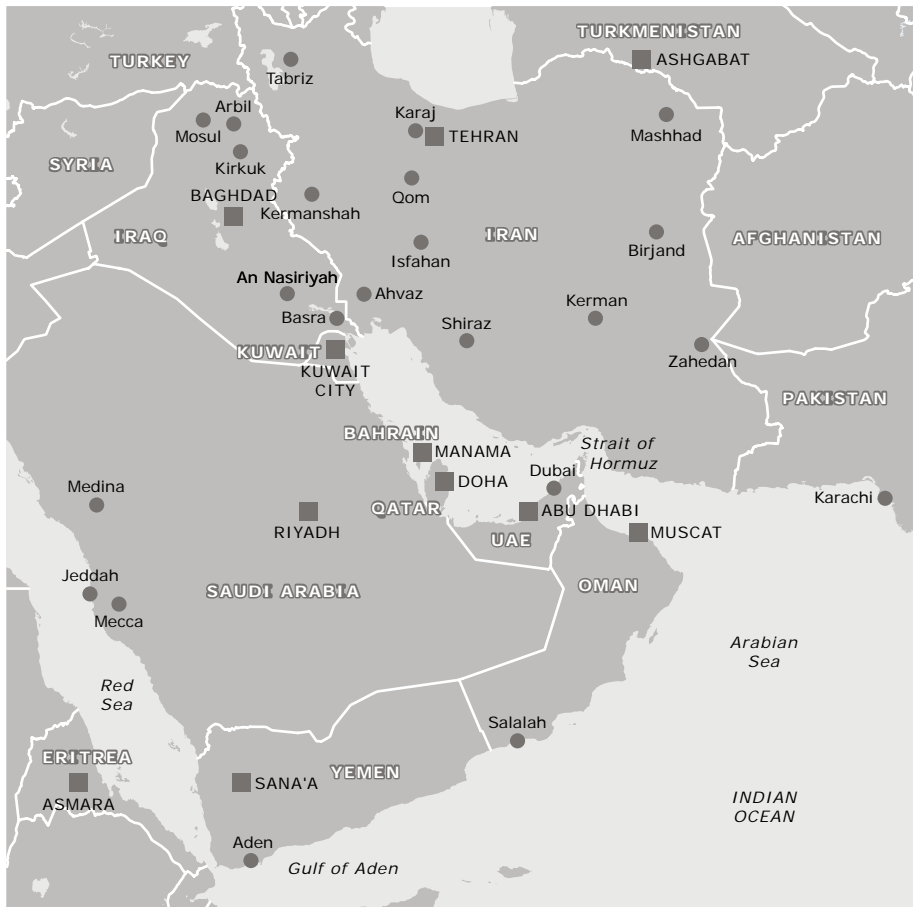 TURKMENISTAN
TURKEY
ASHGABAT
Tabriz
Arbil
Karaj
Mosul
TEHRAN
Mashhad
SYRIA
Kirkuk
BAGHDAD
Kermanshah
Qom
IRAQ
IRAN
Birjand
AFGHANISTAN
Isfahan
An Nasiriyah
Ahvaz
Kerman
Basra
Shiraz
KUWAIT
Zahedan
KUWAIT
CITY
PAKISTAN
BAHRAIN
MANAMA
Strait of
Hormuz
Dubai
DOHA
Medina
Karachi
QATAR
ABU DHABI
RIYADH
MUSCAT
UAE
Jeddah
SAUDI ARABIA
OMAN
Mecca
Arabian
Sea
Red
Sea
Salalah
ERITREA
YEMEN
SANA'A
ASMARA
INDIAN
OCEAN
Aden
Gulf of Aden